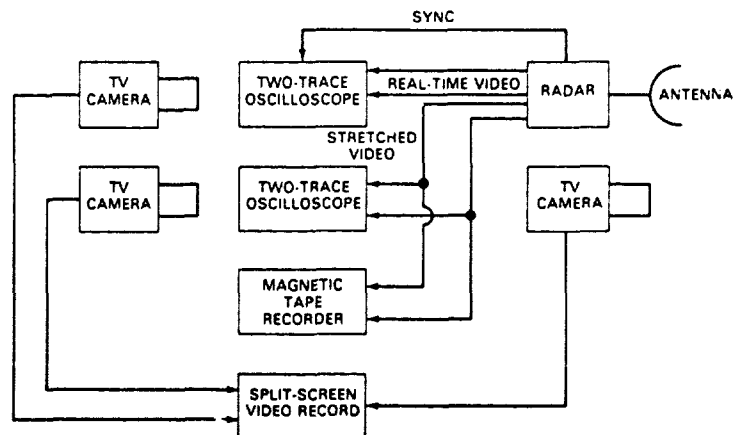 SYNC
TV
CAMERA
TWO-TRACE
OSCILLOSCOPE
REAL-TIME VIDEO
RADAR
ANTENNA
STRETCHED
VIDEO
TV
CAMERA
TWO-TRACE
OSCILLOSCOPE
TV
CAMERA
MAGNETIC
TAPE
RECORDER
SPLIT-SCREEN
VIDEO RECORD